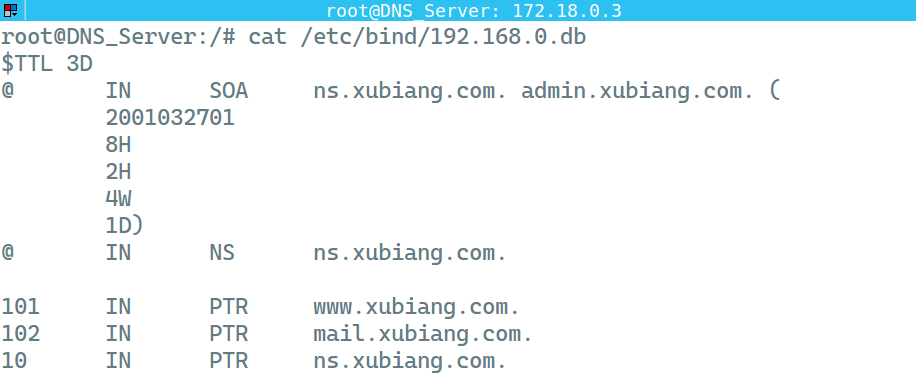 root@DNS_Server: 172.18.0.3
root@DNS_Server:/# cat /etc/bind/192.168.0.db
$TTL 3D
@       IN      SOA     ns.xubiang.com. admin.xubiang.com. (
        2001032701
        8H
        2H
        4W
        1D)
@       IN      NS      ns.xubiang.com.

101     IN      PTR     www.xubiang.com.
102     IN      PTR     mail.xubiang.com.
10      IN      PTR     ns.xubiang.com.